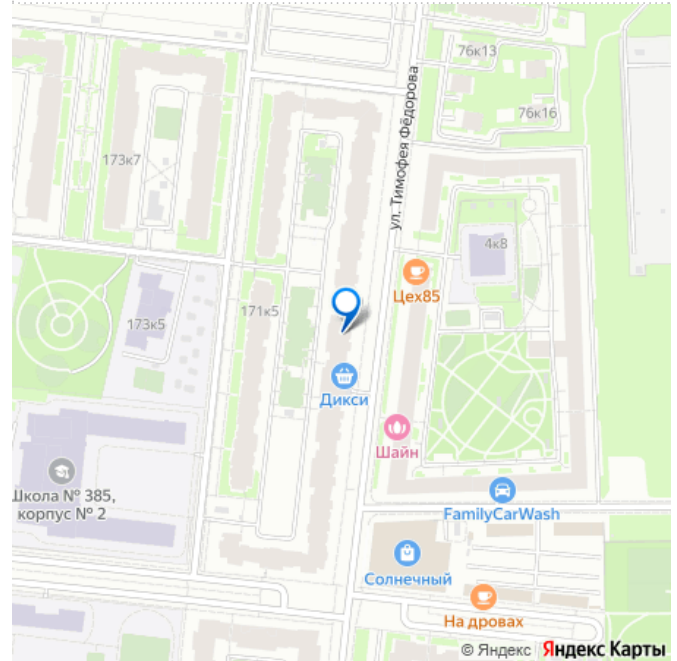 76к13
76к16
ул. Тимофея Фёдорова
173к7
4к8
Цех85
171к5
173к5
Дикси
Шайн
Школа № 385,
корпус № 2
FamilyCarWash
Солнечный
На дровах
© Яндекс Яндекс Карты